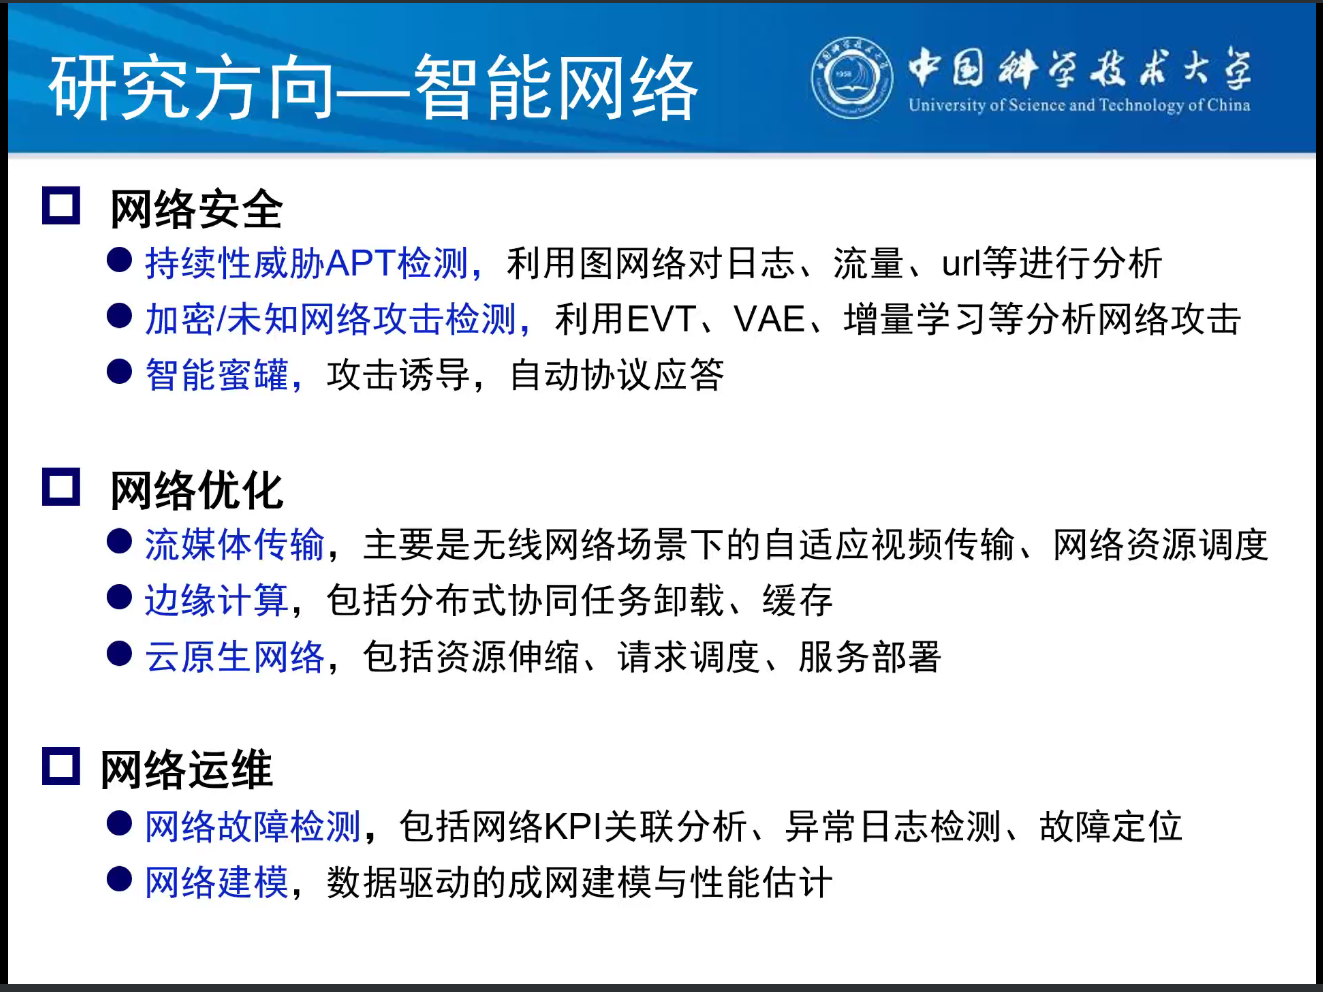 研究方向—智能网络
中国科学技术大学
University of Science and Technology of China
1958
网络安全
持续性威胁APT检测，利用图网络对日志、流量、url等进行分析
加密/未知网络攻击检测，利用EVT、VAE、增量学习等分析网络攻击
智能蜜罐，攻击诱导，自动协议应答
网络优化
流媒体传输，主要是无线网络场景下的自适应视频传输、网络资源调度
边缘计算，包括分布式协同任务卸载、缓存
云原生网络，包括资源伸缩、请求调度、服务部署
网络运维
网络故障检测，包括网络KPI关联分析、异常日志检测、故障定位
网络建模，数据驱动的成网建模与性能估计